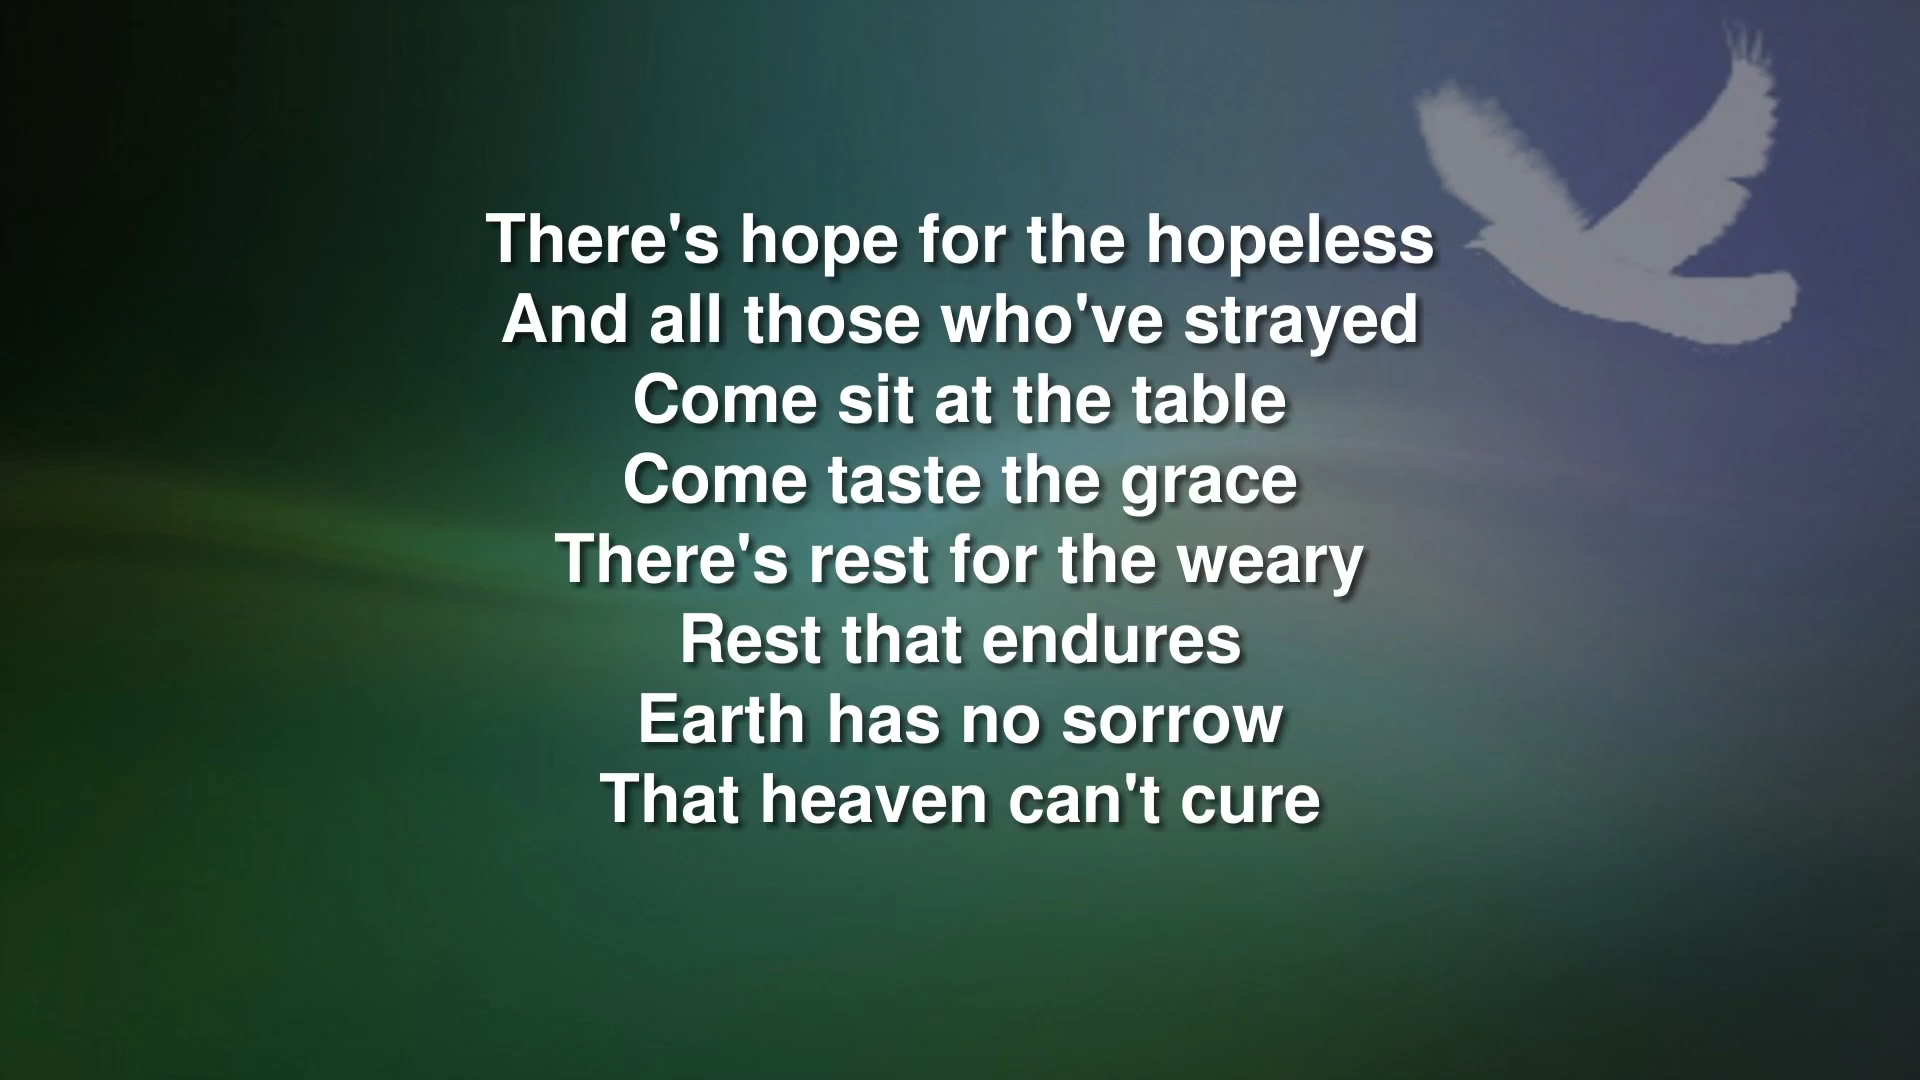 There's hope for the hopeless
And all those who've strayed
Come sit at the table
Come taste the grace
There's rest for the weary
Rest that endures
Earth has no sorrow
That heaven can't cure